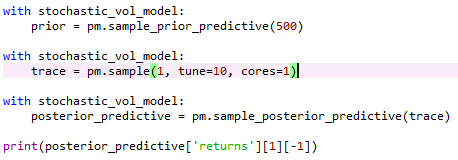 with stochastic_vol_model:
    prior = pm.sample_prior_predictive(500)
with stochastic_vol_model:
    trace = pm.sample(1, tune=10, cores=1)
with stochastic_vol_model:
    posterior_predictive = pm.sample_posterior_predictive(trace)
print(posterior_predictive['returns'][1][-1])